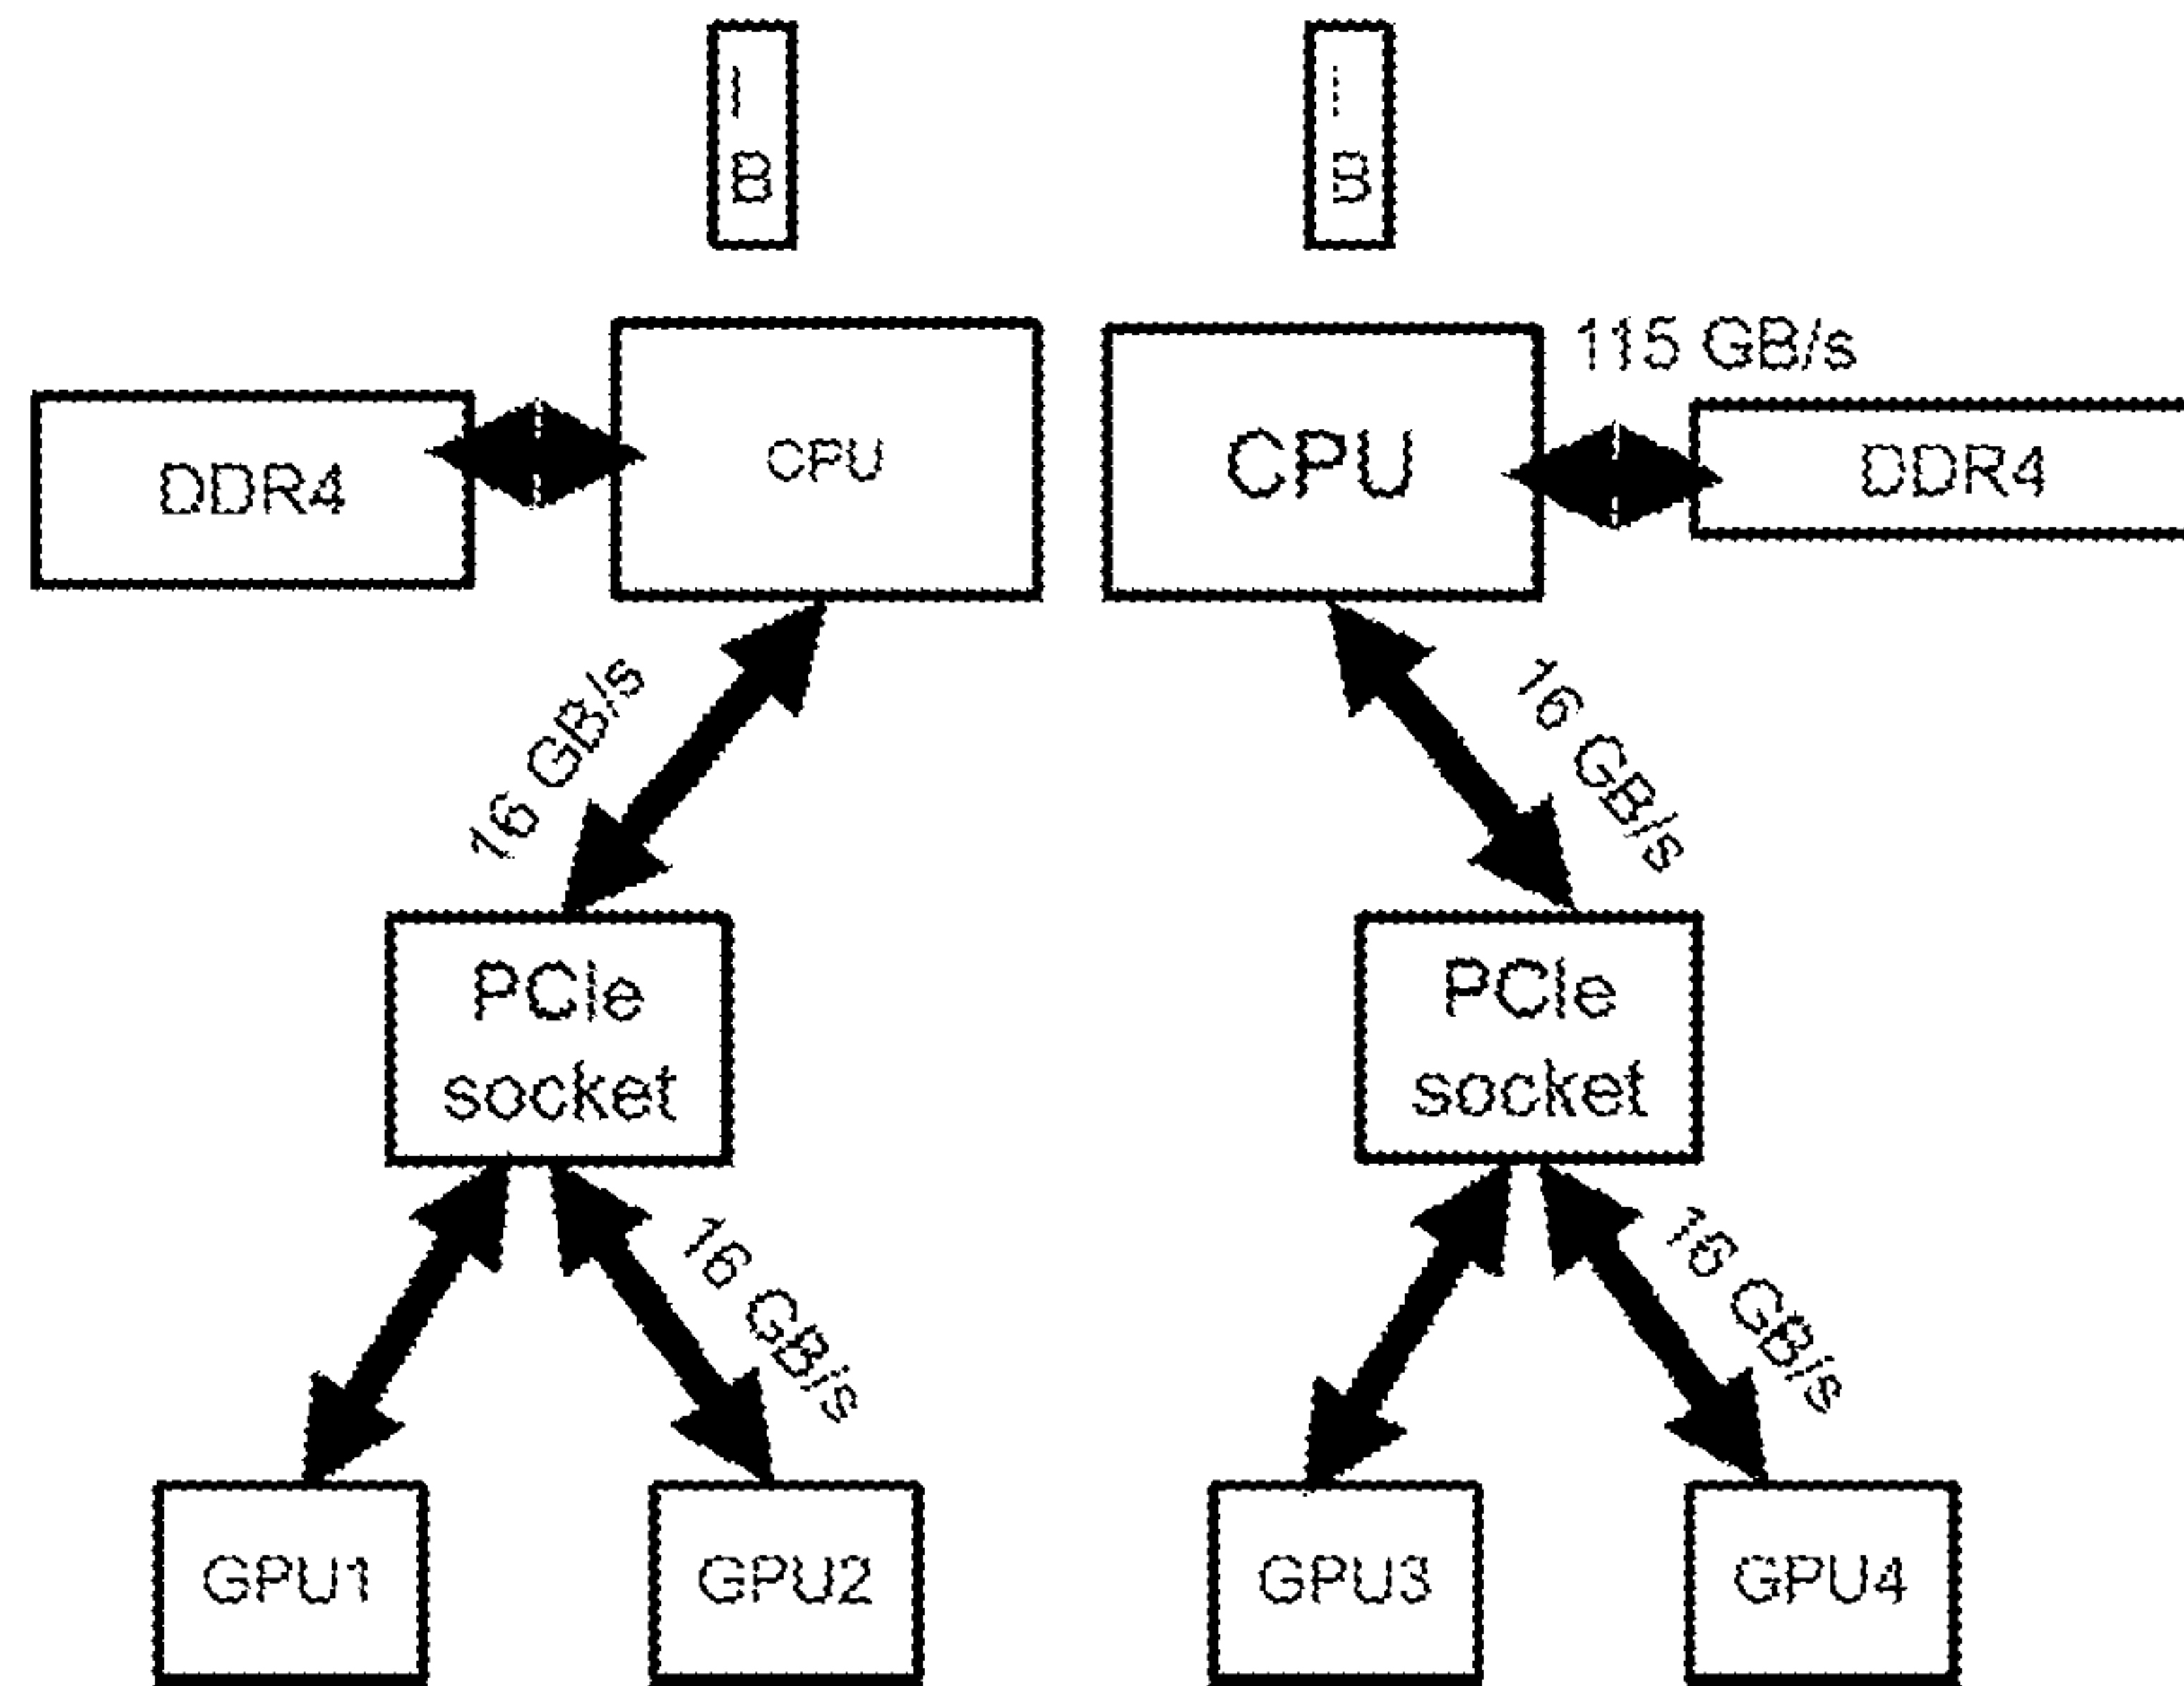 I
B
I
B
115 GB/s
DDR4
CPU
CPU
DDR4
16 GB/s
16 GB/s
PCIe
socket
PCIe
socket
16 GB/s
16 GB/s
GPU1
GPU2
GPU3
GPU4